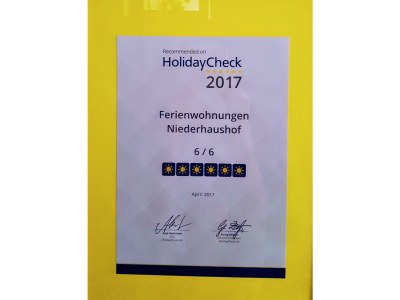 Recommended on
HolidayCheck
2017
Ferienwohnungen
Niederhaushof
6 / 6
April 2017